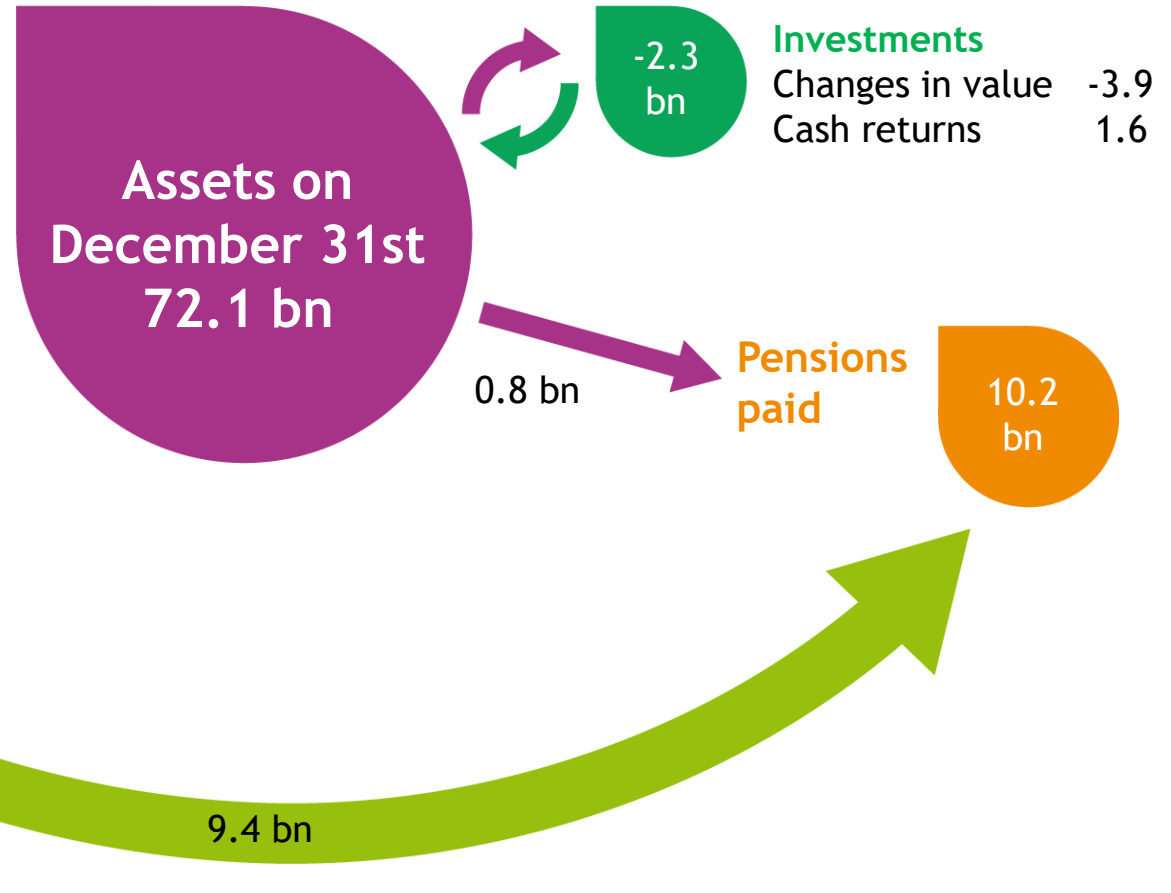 -2.3
bn
Investments
Changes in value -3.9
Cash returns 1.6
Assets on
December 31st
72.1 bn
0.8 bn
Pensions
paid
10.2
bn
9.4 bn